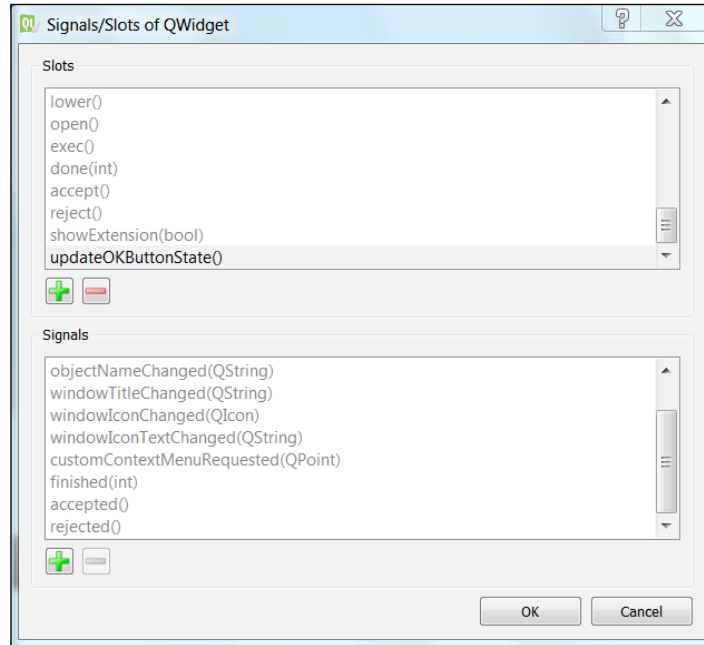 Signals/Slots of QWidget
Slots
lower()
open()
exec()
done(int)
accept()
reject()
showExtension(bool)
updateOKButtonState()
Signals
objectNameChanged(QString)
windowTitleChanged(QString)
windowIconChanged(QIcon)
windowIconTextChanged(QString)
customContextMenuRequested(QPoint)
finished(int)
accepted()
rejected()
OK Cancel